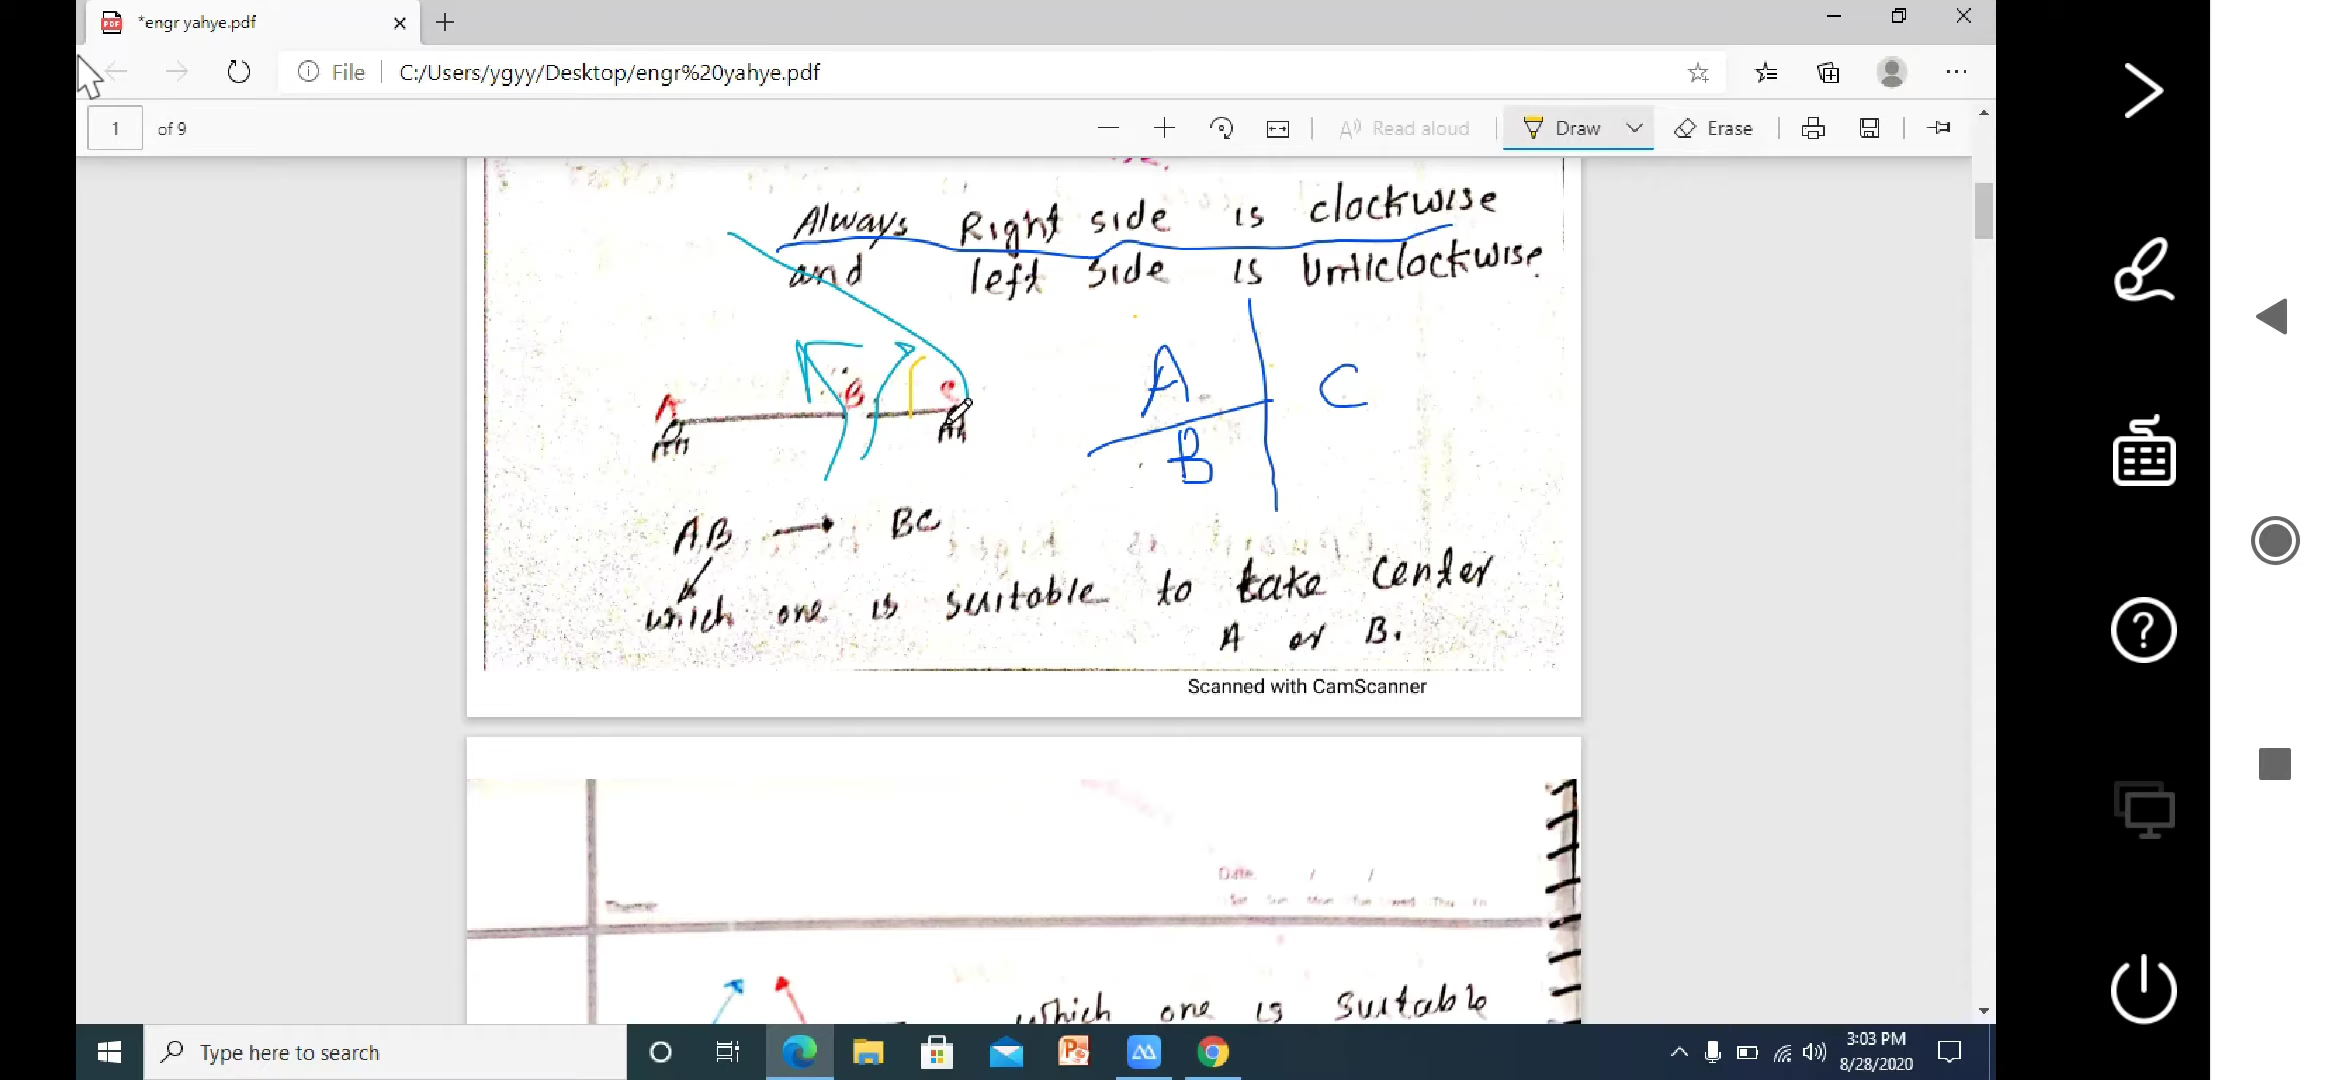 *engr yahye.pdf
File C:/Users/ygyy/Desktop/engr%20yahye.pdf
1 of 9 Read aloud Draw Erase
Always Right side is clockwise
and left side is Unticlockwise.
A B C
A C
B
AB → BC
which one is suitable to take Center
A or B.
Scanned with CamScanner
Date / /
Theme
which one is suitable
Type here to search
3:03 PM
8/28/2020